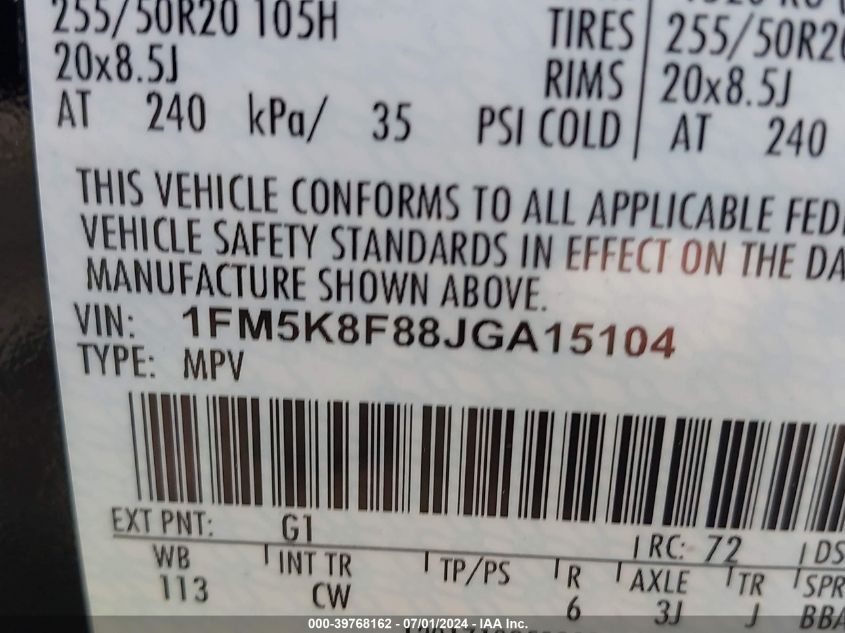 255/50R20 105H
TIRES 255/50R20
20x8.5J
RIMS 20x8.5J
AT 240 kPa/ 35 PSI COLD AT 240
THIS VEHICLE CONFORMS TO ALL APPLICABLE
VEHICLE SAFETY STANDARDS IN EFFECT ON THE
MANUFACTURE SHOWN ABOVE.
VIN: 1FM5K8F88JGA15104
TYPE: MPV
EXT PNT: G1 RC: 72 DS
WB INT TR TP/PS R AXLE TR SPR
113 CW 6 3J J BBA
000-39768162 - 07/01/2024 - IAA Inc.